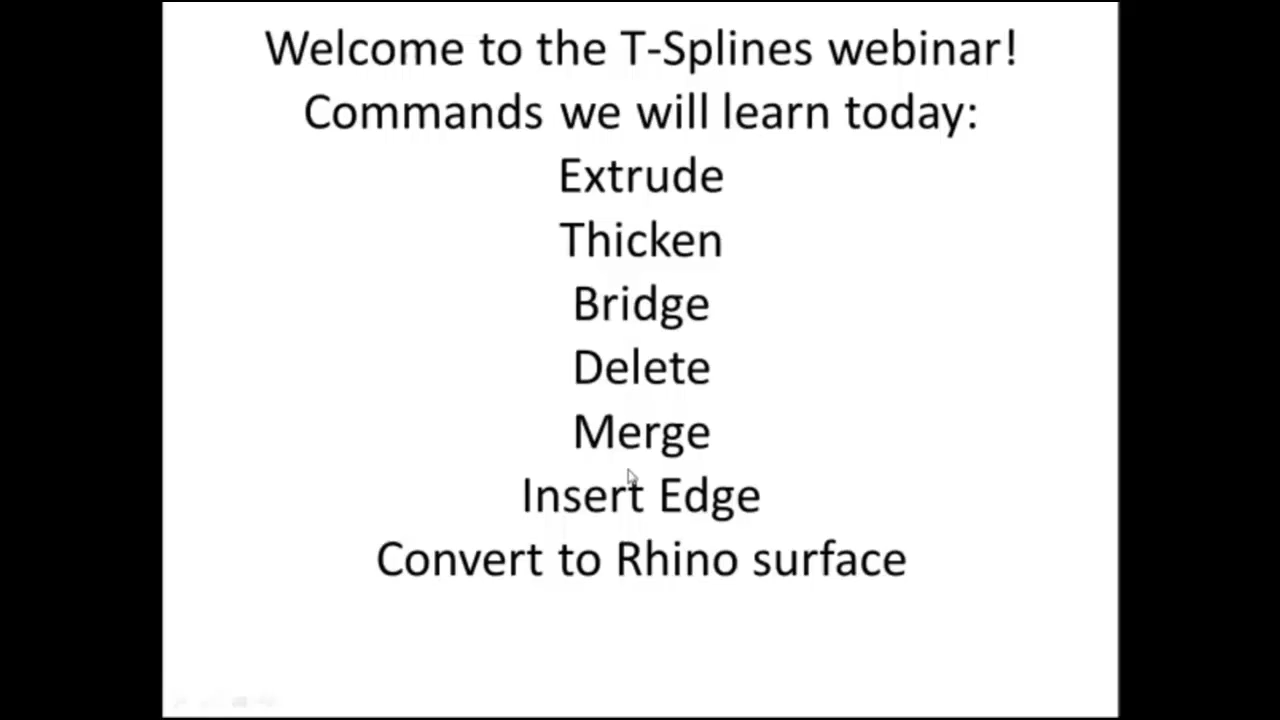 Welcome to the T-Splines webinar!
Commands we will learn today:
Extrude
Thicken
Bridge
Delete
Merge
Insert Edge
Convert to Rhino surface